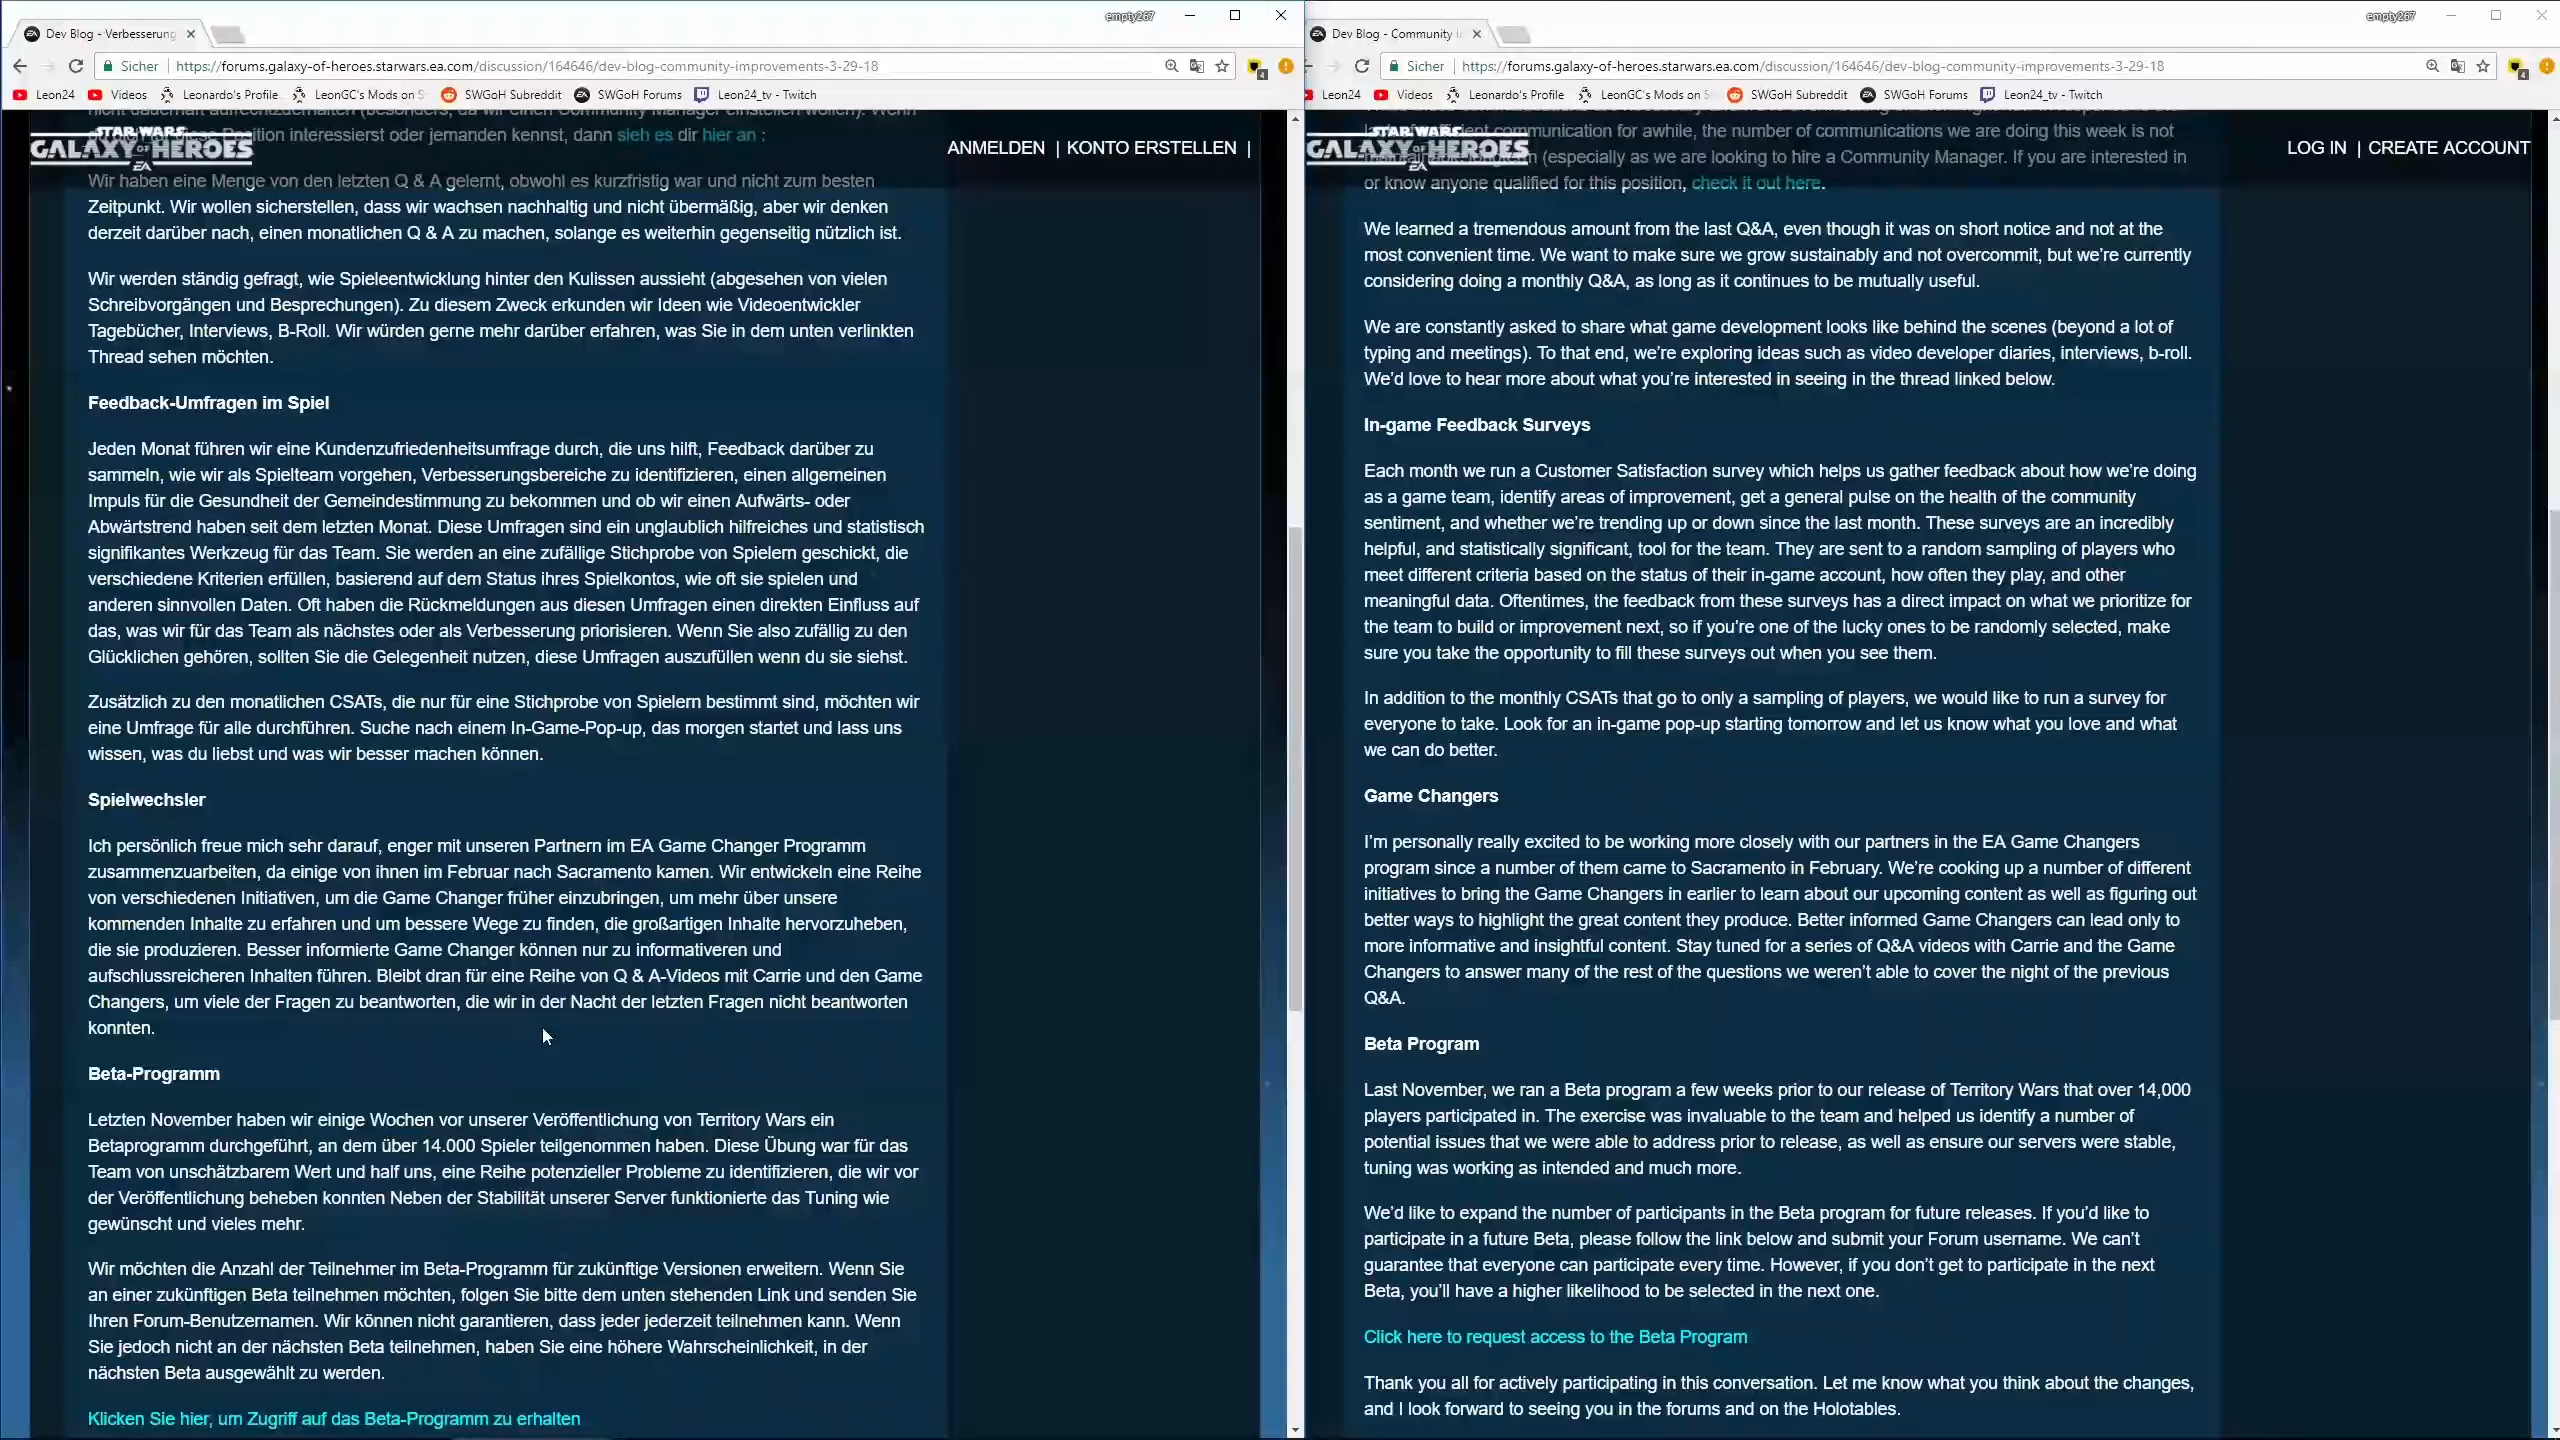 empty267
Dev Blog - Verbesserung
Sicher https://forums.galaxy-of-heroes.starwars.ea.com/discussion/164646/dev-blog-community-improvements-3-29-18
4
Leon24 Videos Leonardo's Profile LeonGC's Mods on S SWGoH Subreddit SWGoH Forums Leon24_tv - Twitch
STAR WARS
GALAXY OF HEROES
EA
ANMELDEN | KONTO ERSTELLEN |
Position interessierst oder jemanden kennst, dann sieh es dir hier an :
Wir haben eine Menge von den letzten Q & A gelernt, obwohl es kurzfristig war und nicht zum besten
Zeitpunkt. Wir wollen sicherstellen, dass wir wachsen nachhaltig und nicht übermäßig, aber wir denken
derzeit darüber nach, einen monatlichen Q & A zu machen, solange es weiterhin gegenseitig nützlich ist.
Wir werden ständig gefragt, wie Spieleentwicklung hinter den Kulissen aussieht (abgesehen von vielen
Schreibvorgängen und Besprechungen). Zu diesem Zweck erkunden wir Ideen wie Videoentwickler
Tagebücher, Interviews, B-Roll. Wir würden gerne mehr darüber erfahren, was Sie in dem unten verlinkten
Thread sehen möchten.
Feedback-Umfragen im Spiel
Jeden Monat führen wir eine Kundenzufriedenheitsumfrage durch, die uns hilft, Feedback darüber zu
sammeln, wie wir als Spielteam vorgehen, Verbesserungsbereiche zu identifizieren, einen allgemeinen
Impuls für die Gesundheit der Gemeindestimmung zu bekommen und ob wir einen Aufwärts- oder
Abwärtstrend haben seit dem letzten Monat. Diese Umfragen sind ein unglaublich hilfreiches und statistisch
signifikantes Werkzeug für das Team. Sie werden an eine zufällige Stichprobe von Spielern geschickt, die
verschiedene Kriterien erfüllen, basierend auf dem Status ihres Spielkontos, wie oft sie spielen und
anderen sinnvollen Daten. Oft haben die Rückmeldungen aus diesen Umfragen einen direkten Einfluss auf
das, was wir für das Team als nächstes oder als Verbesserung priorisieren. Wenn Sie also zufällig zu den
Glücklichen gehören, sollten Sie die Gelegenheit nutzen, diese Umfragen auszufüllen wenn du sie siehst.
Zusätzlich zu den monatlichen CSATs, die nur für eine Stichprobe von Spielern bestimmt sind, möchten wir
eine Umfrage für alle durchführen. Suche nach einem In-Game-Pop-up, das morgen startet und lass uns
wissen, was du liebst und was wir besser machen können.
Spielwechsler
Ich persönlich freue mich sehr darauf, enger mit unseren Partnern im EA Game Changer Programm
zusammenzuarbeiten, da einige von ihnen im Februar nach Sacramento kamen. Wir entwickeln eine Reihe
von verschiedenen Initiativen, um die Game Changer früher einzubringen, um mehr über unsere
kommenden Inhalte zu erfahren und um bessere Wege zu finden, die großartigen Inhalte hervorzuheben,
die sie produzieren. Besser informierte Game Changer können nur zu informativeren und
aufschlussreicheren Inhalten führen. Bleibt dran für eine Reihe von Q & A-Videos mit Carrie und den Game
Changers, um viele der Fragen zu beantworten, die wir in der Nacht der letzten Fragen nicht beantworten
konnten.
Beta-Programm
Letzten November haben wir einige Wochen vor unserer Veröffentlichung von Territory Wars ein
Betaprogramm durchgeführt, an dem über 14.000 Spieler teilgenommen haben. Diese Übung war für das
Team von unschätzbarem Wert und half uns, eine Reihe potenzieller Probleme zu identifizieren, die wir vor
der Veröffentlichung beheben konnten Neben der Stabilität unserer Server funktionierte das Tuning wie
gewünscht und vieles mehr.
Wir möchten die Anzahl der Teilnehmer im Beta-Programm für zukünftige Versionen erweitern. Wenn Sie
an einer zukünftigen Beta teilnehmen möchten, folgen Sie bitte dem unten stehenden Link und senden Sie
Ihren Forum-Benutzernamen. Wir können nicht garantieren, dass jeder jederzeit teilnehmen kann. Wenn
Sie jedoch nicht an der nächsten Beta teilnehmen, haben Sie eine höhere Wahrscheinlichkeit, in der
nächsten Beta ausgewählt zu werden.
Klicken Sie hier, um Zugriff auf das Beta-Programm zu erhalten
empty267
Dev Blog - Community I
Sicher https://forums.galaxy-of-heroes.starwars.ea.com/discussion/164646/dev-blog-community-improvements-3-29-18
4
Leon24 Videos Leonardo's Profile LeonGC's Mods on S SWGoH Subreddit SWGoH Forums Leon24_tv - Twitch
STAR WARS
GALAXY OF HEROES
EA
LOG IN | CREATE ACCOUNT
communication for awhile, the number of communications we are doing this week is not
(especially as we are looking to hire a Community Manager. If you are interested in
or know anyone qualified for this position, check it out here.
We learned a tremendous amount from the last Q&A, even though it was on short notice and not at the
most convenient time. We want to make sure we grow sustainably and not overcommit, but we're currently
considering doing a monthly Q&A, as long as it continues to be mutually useful.
We are constantly asked to share what game development looks like behind the scenes (beyond a lot of
typing and meetings). To that end, we're exploring ideas such as video developer diaries, interviews, b-roll.
We'd love to hear more about what you're interested in seeing in the thread linked below.
In-game Feedback Surveys
Each month we run a Customer Satisfaction survey which helps us gather feedback about how we're doing
as a game team, identify areas of improvement, get a general pulse on the health of the community
sentiment, and whether we're trending up or down since the last month. These surveys are an incredibly
helpful, and statistically significant, tool for the team. They are sent to a random sampling of players who
meet different criteria based on the status of their in-game account, how often they play, and other
meaningful data. Oftentimes, the feedback from these surveys has a direct impact on what we prioritize for
the team to build or improvement next, so if you're one of the lucky ones to be randomly selected, make
sure you take the opportunity to fill these surveys out when you see them.
In addition to the monthly CSATs that go to only a sampling of players, we would like to run a survey for
everyone to take. Look for an in-game pop-up starting tomorrow and let us know what you love and what
we can do better.
Game Changers
I'm personally really excited to be working more closely with our partners in the EA Game Changers
program since a number of them came to Sacramento in February. We're cooking up a number of different
initiatives to bring the Game Changers in earlier to learn about our upcoming content as well as figuring out
better ways to highlight the great content they produce. Better informed Game Changers can lead only to
more informative and insightful content. Stay tuned for a series of Q&A videos with Carrie and the Game
Changers to answer many of the rest of the questions we weren't able to cover the night of the previous
Q&A.
Beta Program
Last November, we ran a Beta program a few weeks prior to our release of Territory Wars that over 14,000
players participated in. The exercise was invaluable to the team and helped us identify a number of
potential issues that we were able to address prior to release, as well as ensure our servers were stable,
tuning was working as intended and much more.
We'd like to expand the number of participants in the Beta program for future releases. If you'd like to
participate in a future Beta, please follow the link below and submit your Forum username. We can't
guarantee that everyone can participate every time. However, if you don't get to participate in the next
Beta, you'll have a higher likelihood to be selected in the next one.
Click here to request access to the Beta Program
Thank you all for actively participating in this conversation. Let me know what you think about the changes,
and I look forward to seeing you in the forums and on the Holotables.